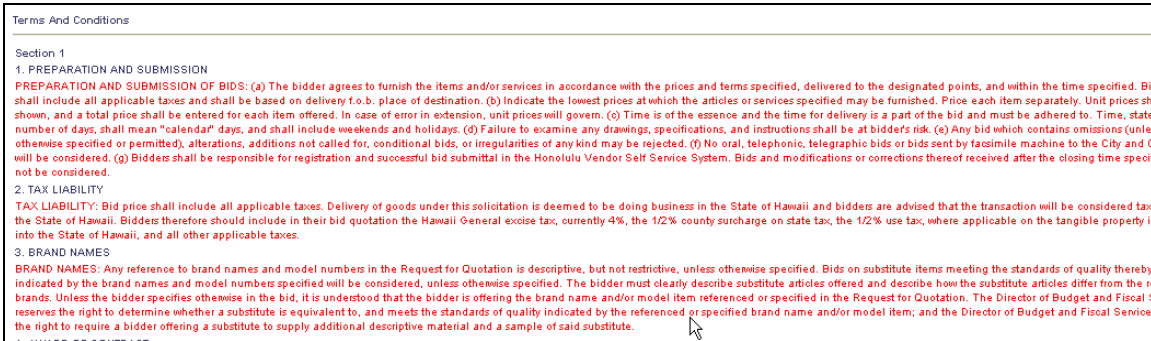 Terms And Conditions
Section 1
1. PREPARATION AND SUBMISSION
PREPARATION AND SUBMISSION OF BIDS: (a) The bidder agrees to furnish the items and/or services in accordance with the prices and terms specified, delivered to the designated points, and within the time specified.
shall include all applicable taxes and shall be based on delivery f.o.b. place of destination. (b) Indicate the lowest prices at which the articles or services specified may be furnished. Price each item separately. Unit prices
shown, and a total price shall be entered for each item offered. In case of error in extension, unit prices will govern. (c) Time is of the essence and the time for delivery is a part of the bid and must be adhered to. Time,
number of days, shall mean "calendar" days, and shall include weekends and holidays. (d) Failure to examine any drawings, specifications, and instructions shall be at bidder's risk. (e) Any bid which contains omissions
otherwise specified or permitted), alterations, additions not called for, conditional bids, or irregularities of any kind may be rejected. (f) No oral, telephonic, telegraphic bids or bids sent by facsimile machine to the City and
will be considered. (g) Bidders shall be responsible for registration and successful bid submittal in the Honolulu Vendor Self Service System. Bids and modifications or corrections thereof received after the closing time
not be considered.
2. TAX LIABILITY
TAX LIABILITY: Bid price shall include all applicable taxes. Delivery of goods under this solicitation is deemed to be doing business in the State of Hawaii and bidders are advised that the transaction will be considered
the State of Hawaii. Bidders therefore should include in their bid quotation the Hawaii General excise tax, currently 4%, the 1/2% county surcharge on state tax, the 1/2% use tax, where applicable on the tangible property
into the State of Hawaii, and all other applicable taxes.
3. BRAND NAMES
BRAND NAMES: Any reference to brand names and model numbers in the Request for Quotation is descriptive, but not restrictive, unless otherwise specified. Bids on substitute items meeting the standards of quality thereby
indicated by the brand names and model numbers specified will be considered, unless otherwise specified. The bidder must clearly describe substitute articles offered and describe how the substitute articles differ from the
brands. Unless the bidder specifies otherwise in the bid, it is understood that the bidder is offering the brand name and/or model item referenced or specified in the Request for Quotation. The Director of Budget and Fiscal
reserves the right to determine whether a substitute is equivalent to, and meets the standards of quality indicated by the referenced or specified brand name and/or model item; and the Director of Budget and Fiscal Service
the right to require a bidder offering a substitute to supply additional descriptive material and a sample of said substitute.